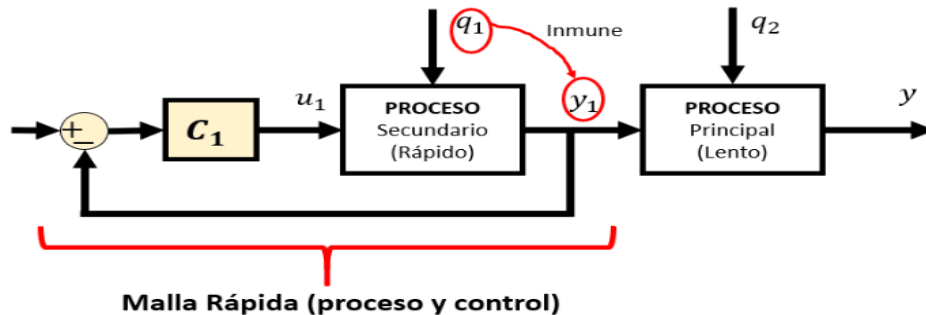 q₁
Inmune
q₂
+
−
C₁
u₁
PROCESO
Secundario
(Rápido)
y₁
PROCESO
Principal
(Lento)
y
Malla Rápida (proceso y control)